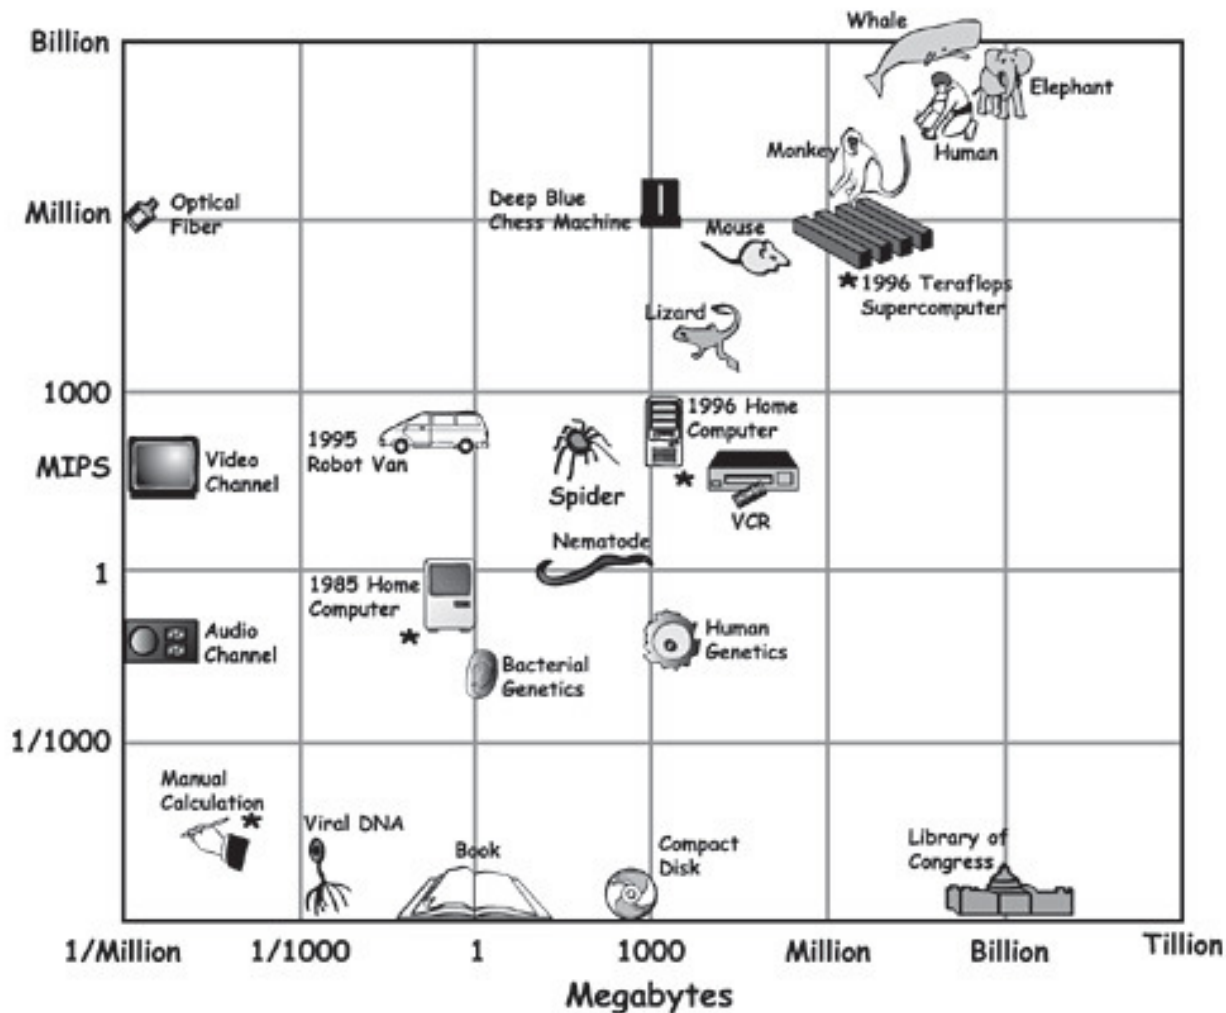 Billion
Whale
Elephant
Monkey
Human
Million
Optical
Fiber
Deep Blue
Chess Machine
Mouse
1996 Teraflops
Supercomputer
Lizard
1000
1995
Robot Van
1996 Home
Computer
MIPS
Video
Channel
Spider
VCR
Nematode
1
1985 Home
Computer
Audio
Channel
Human
Genetics
Bacterial
Genetics
1/1000
Manual
Calculation
Viral DNA
Book
Compact
Disk
Library of
Congress
1/Million
1/1000
1
1000
Million
Billion
Tillion
Megabytes